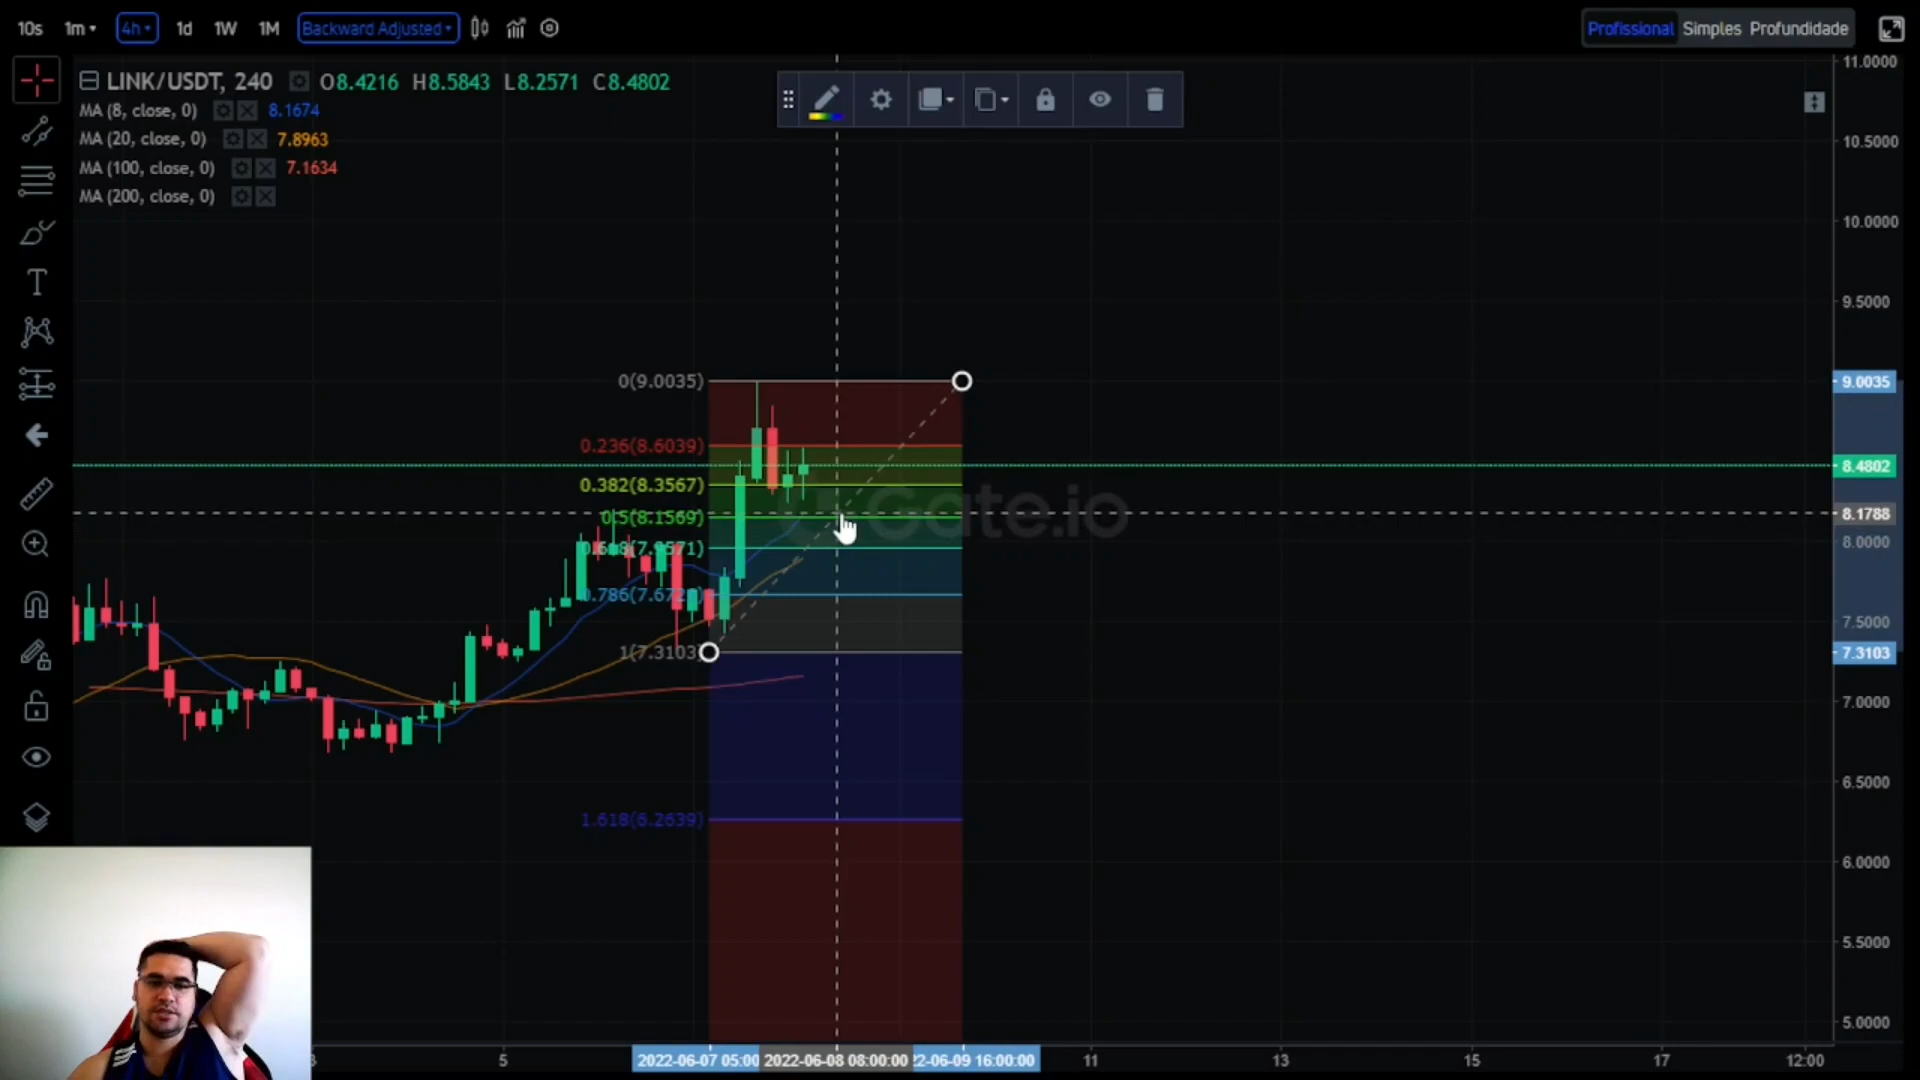 10s 1m 4h 1d 1W 1M Backward Adjusted Profissional Simples Profundidade
LINK/USDT, 240 O8.4216 H8.5843 L8.2571 C8.4802
MA (8, close, 0) 8.1674
MA (20, close, 0) 7.8963
MA (100, close, 0) 7.1634
MA (200, close, 0)
11.0000
10.5000
10.0000
9.5000
0(9.0035) 9.0035
0.236(8.6039)
8.4802
0.382(8.3567)
Gate.io
0.5(8.1569) 8.1788
8.0000
0.618(7.9571)
7.5000
1(7.3103) 7.3103
7.0000
6.5000
1.618(6.2639)
6.0000
5.5000
5.0000
5 2022-06-07 05:00 2022-06-08 08:00:00 2-06-09 16:00:00 11 13 15 17 12:00